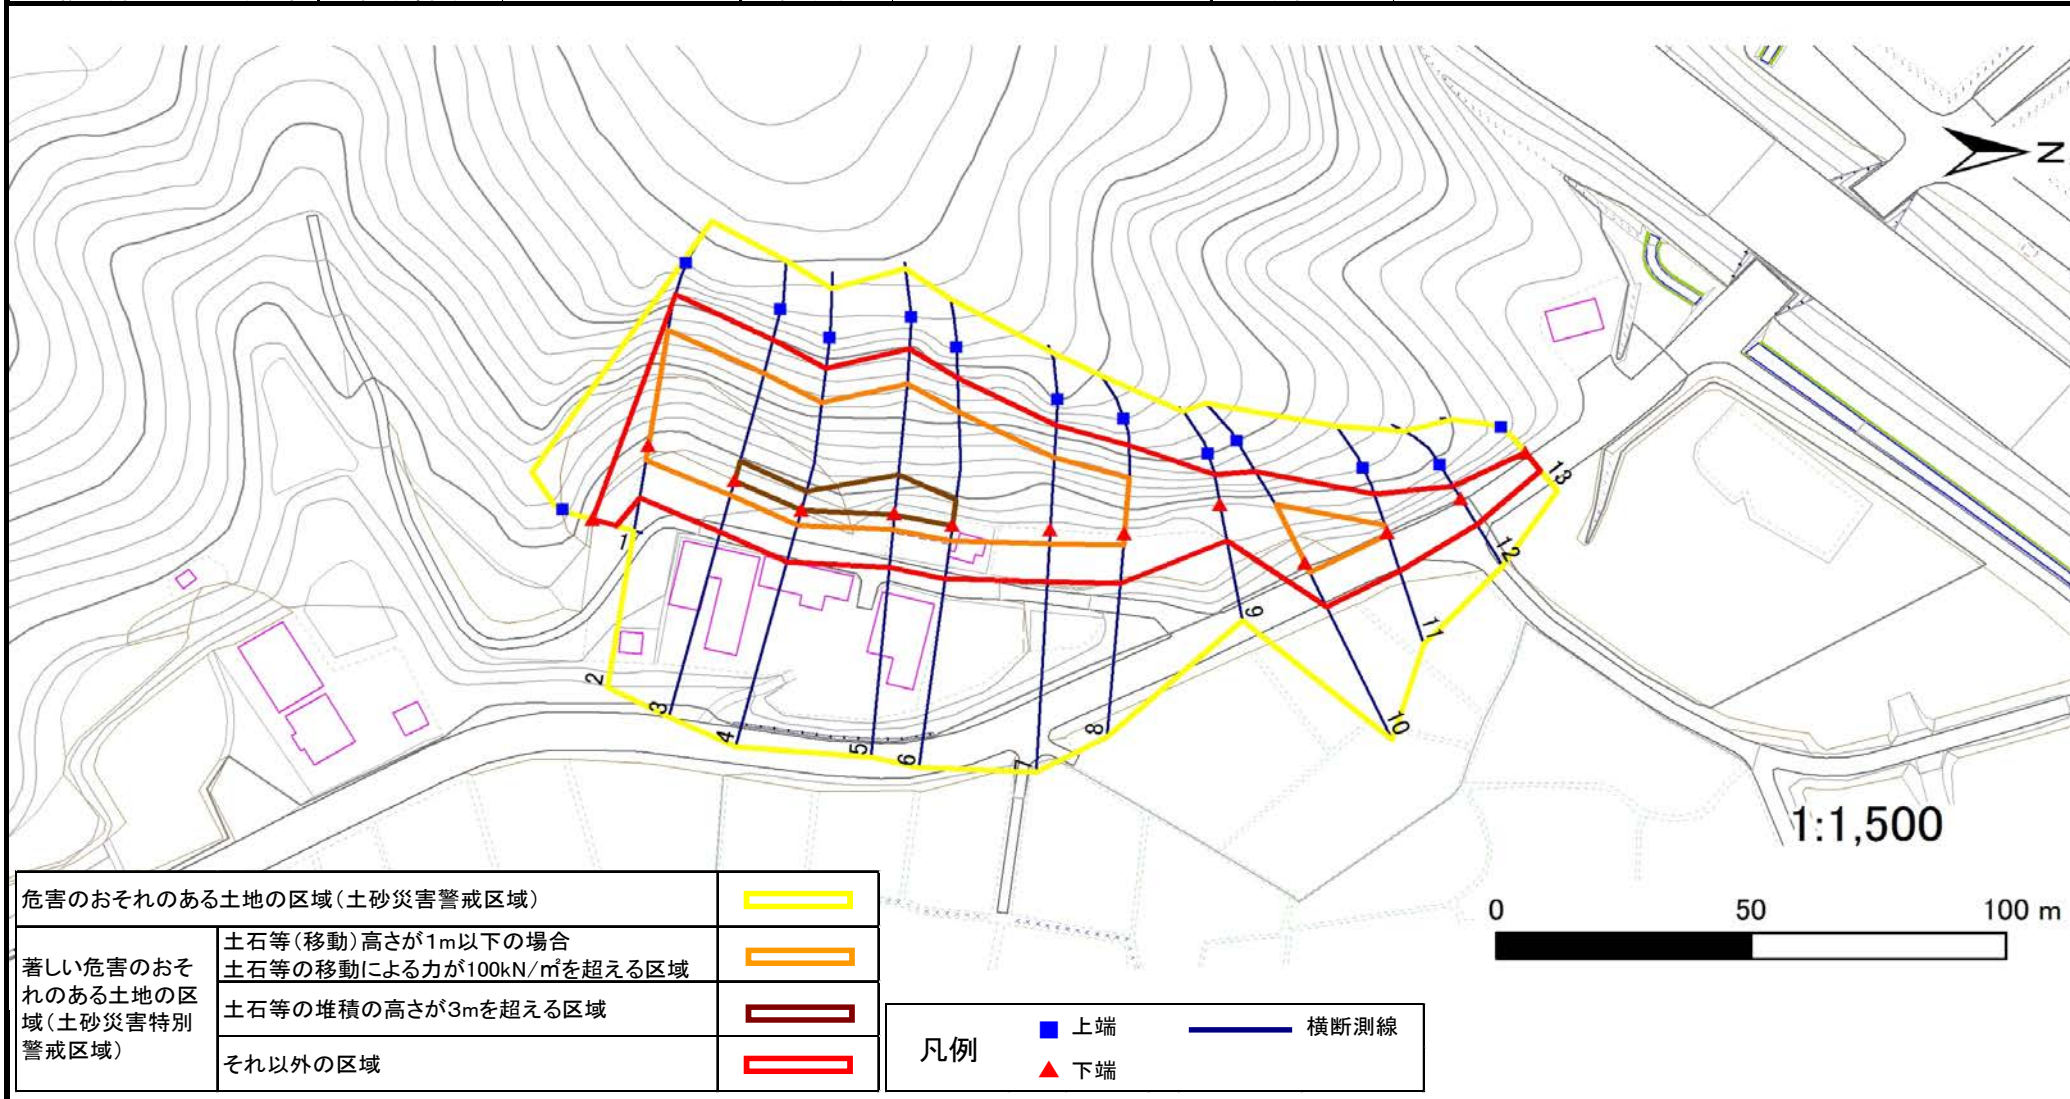 N
1
2
3
4
5
6
7
8
9
10
11
12
13
1:1,500
0 50 100 m
危害のおそれのある土地の区域(土砂災害警戒区域)
著しい危害のおそ
れのある土地の区
域(土砂災害特別
警戒区域)
土石等(移動)高さが1m以下の場合
土石等の移動による力が100kN/㎡を超える区域
土石等の堆積の高さが3mを超える区域
それ以外の区域
凡例
上端
横断測線
下端